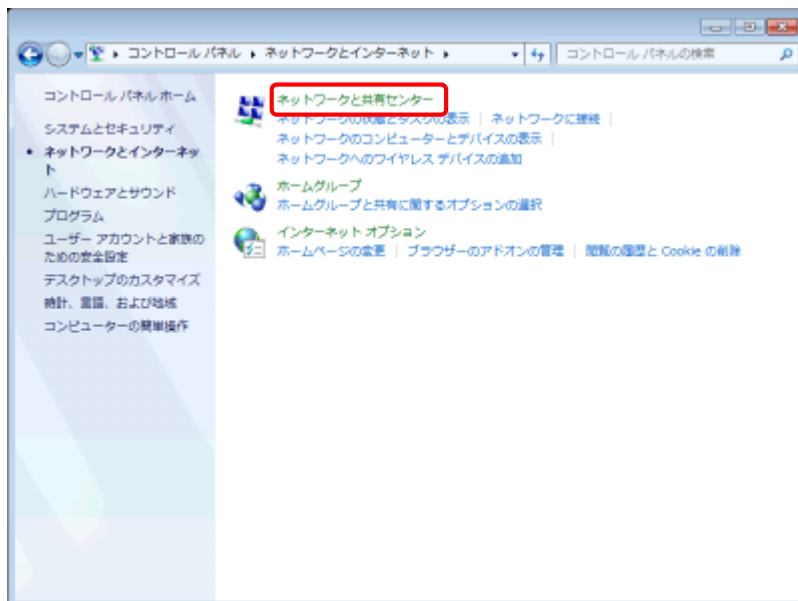 コントロール パネル ▸ ネットワークとインターネット ▸
コントロール パネルの検索
コントロール パネル ホーム
システムとセキュリティ
ネットワークとインターネッ
ト
ハードウェアとサウンド
プログラム
ユーザー アカウントと家族の
ための安全設定
デスクトップのカスタマイズ
時計、言語、および地域
コンピューターの簡単操作
ネットワークと共有センター
ネットワークの状態とタスクの表示 | ネットワークに接続 |
ネットワークのコンピューターとデバイスの表示 |
ネットワークへのワイヤレス デバイスの追加
ホームグループ
ホームグループと共有に関するオプションの選択
インターネット オプション
ホームページの変更 | ブラウザーのアドオンの管理 | 閲覧の履歴と Cookie の削除